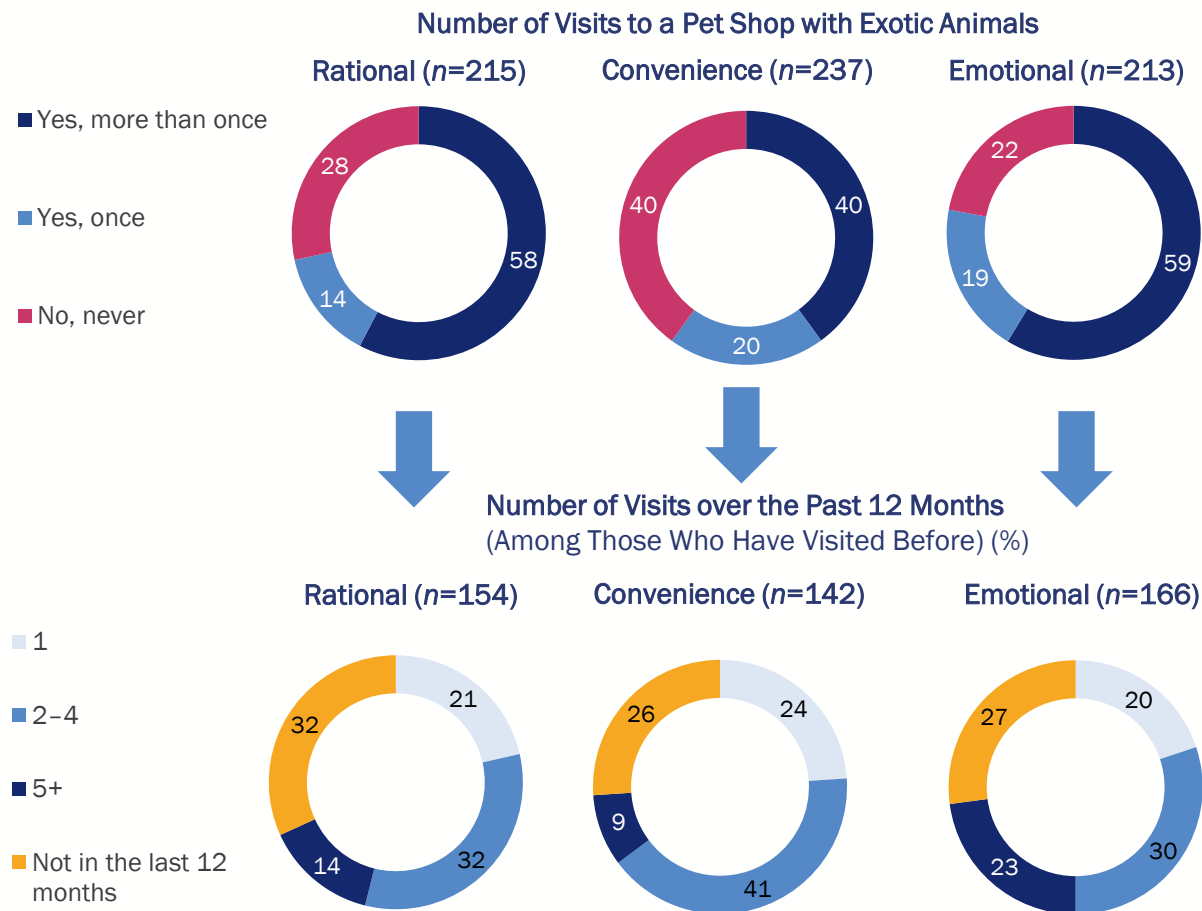 Number of Visits to a Pet Shop with Exotic Animals
Rational (n=215)
Convenience (n=237)
Emotional (n=213)
Yes, more than once
Yes, once
No, never
28
58
14
40
40
20
22
59
19
Number of Visits over the Past 12 Months
(Among Those Who Have Visited Before) (%)
Rational (n=154)
Convenience (n=142)
Emotional (n=166)
1
2–4
5+
Not in the last 12
months
21
32
14
32
24
26
9
41
20
27
23
30